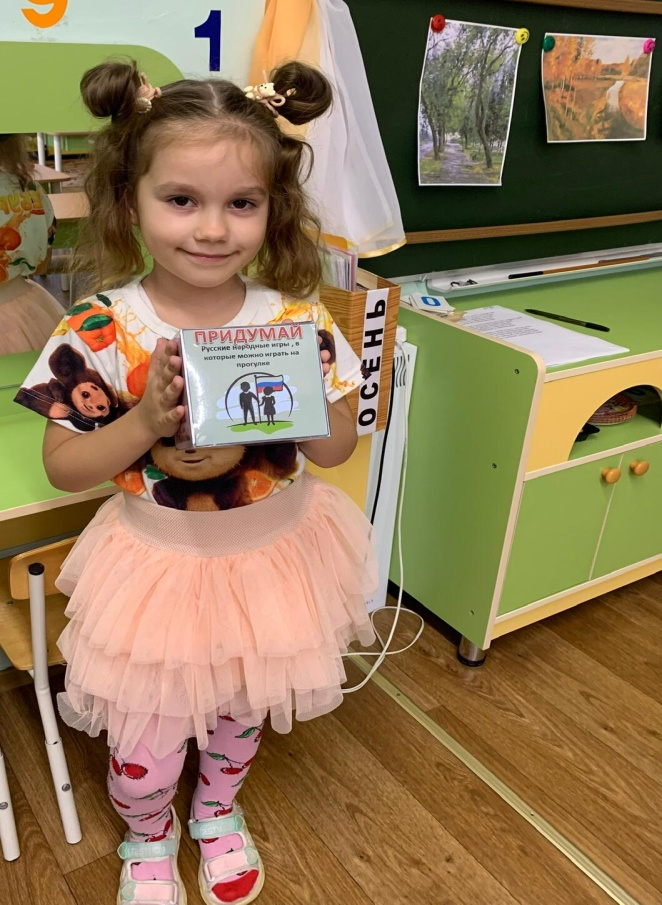 9
1
ПРИДУМАЙ
Русские народные игры , в
которые можно играть на
прогулке
ОСЕНЬ